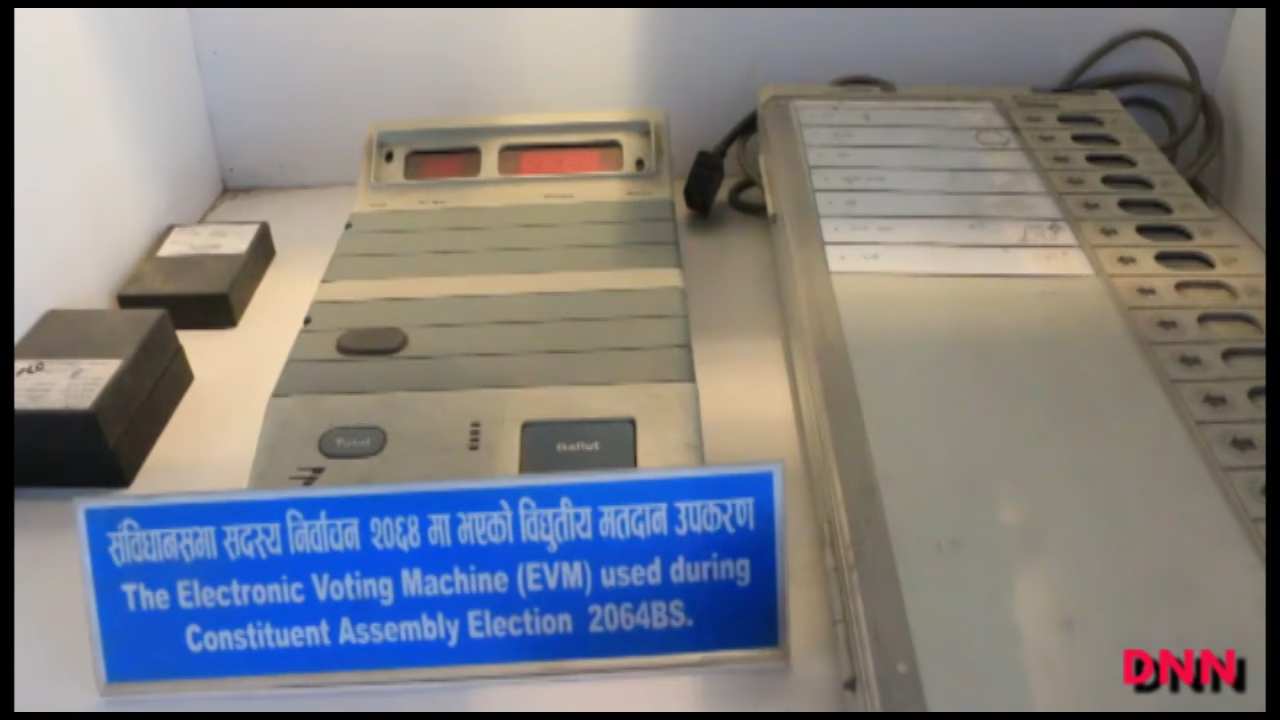 Total
Ballot
संविधानसभा सदस्य निर्वाचन २०६४ मा भएको विद्युतीय मतदान उपकरण
The Electronic Voting Machine (EVM) used during
Constituent Assembly Election 2064BS.
DNN